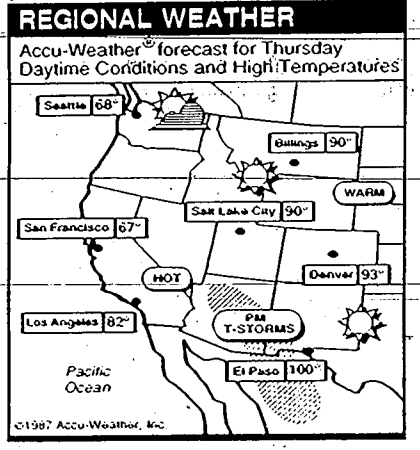 REGIONAL WEATHER
Accu-Weather® forecast for Thursday
Daytime Conditions and High Temperatures
Seattle 68°
Billings 90°
WARM
Salt Lake City 90°
San Francisco 67°
HOT
Denver 93°
Los Angeles 82°
PM
T-STORMS
El Paso 100°
Pacific
Ocean
©1987 Accu-Weather, Inc.